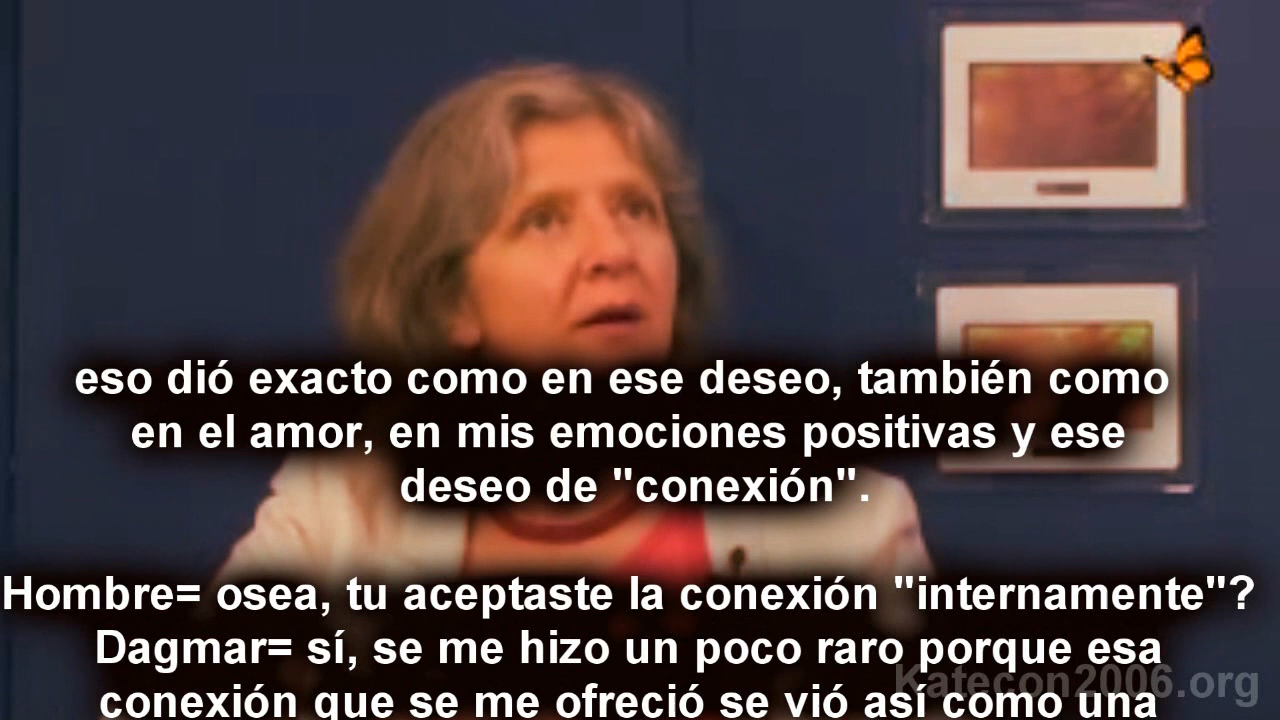 eso dió exacto como en ese deseo, también como
en el amor, en mis emociones positivas y ese
deseo de "conexión".
Hombre= osea, tu aceptaste la conexión "internamente"?
Dagmar= sí, se me hizo un poco raro porque esa
conexión que se me ofreció se vió así como una
Katecon2006.org